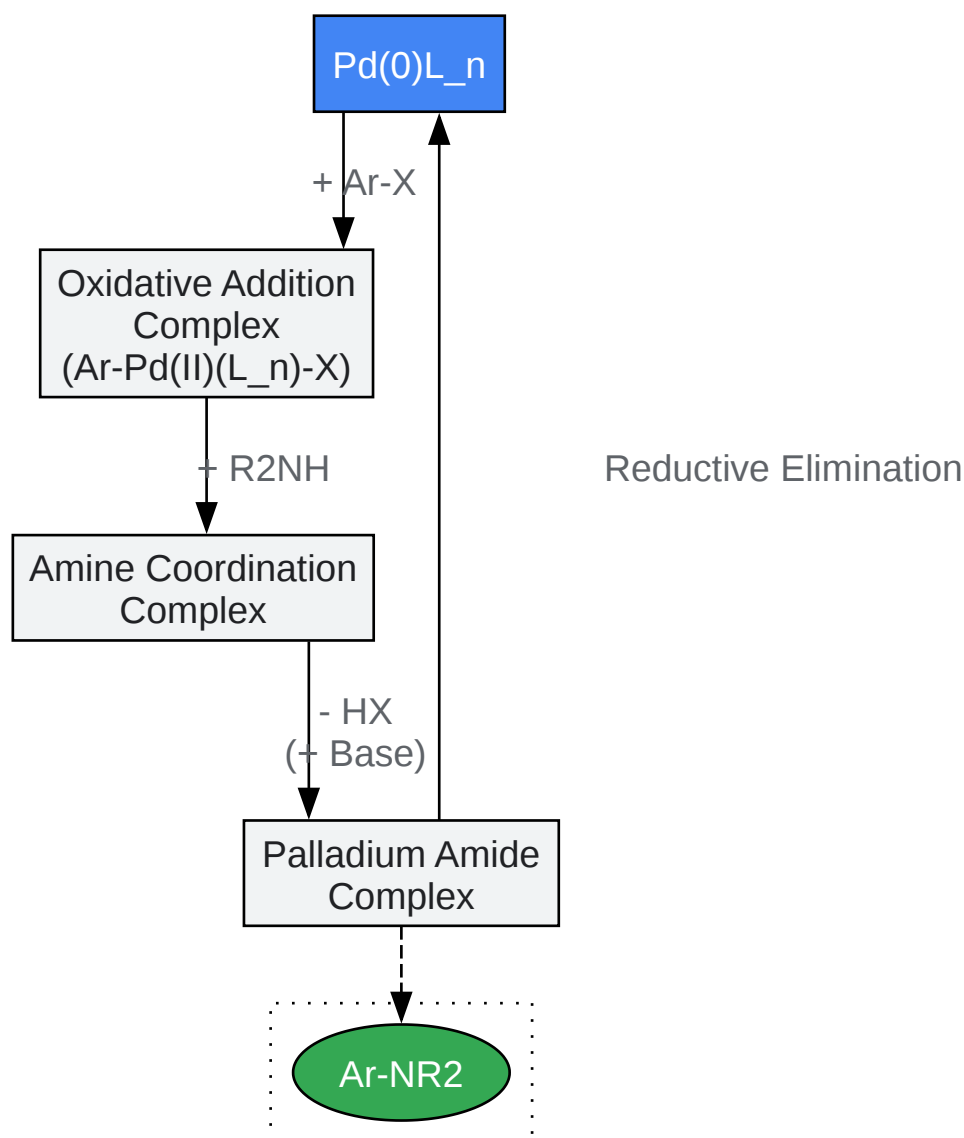 Pd(0)L_n
+ Ar-X
Oxidative Addition
Complex
(Ar-Pd(II)(L_n)-X)
+ R2NH
Reductive Elimination
Amine Coordination
Complex
- HX
(+ Base)
Palladium Amide
Complex
Ar-NR2